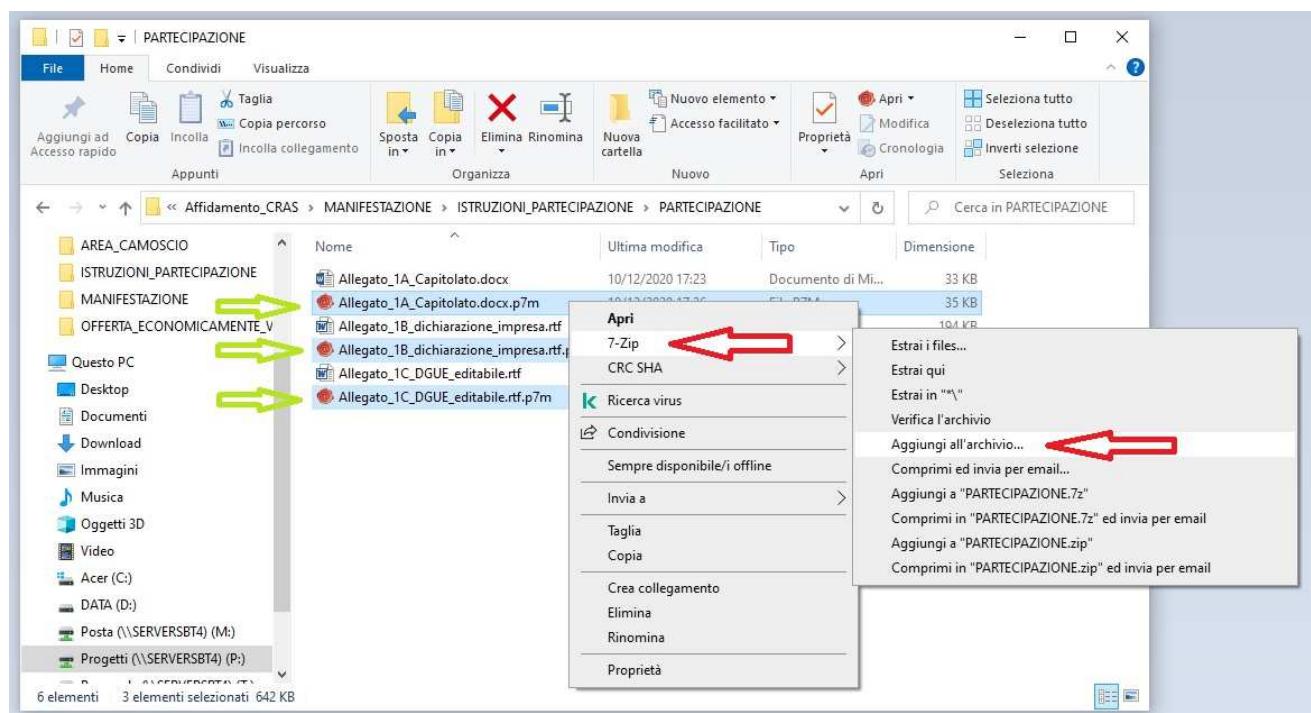 PARTECIPAZIONE
File Home Condividi Visualizza
Aggiungi ad Accesso rapido
Copia
Incolla
Taglia
Copia percorso
Incolla collegamento
Appunti
Sposta in
Copia in
Elimina
Rinomina
Organizza
Nuova cartella
Nuovo elemento
Accesso facilitato
Nuovo
Proprietà
Apri
Modifica
Cronologia
Apri
Seleziona tutto
Deseleziona tutto
Inverti selezione
Seleziona
« Affidamento_CRAS > MANIFESTAZIONE > ISTRUZIONI_PARTECIPAZIONE > PARTECIPAZIONE
Cerca in PARTECIPAZIONE
AREA_CAMOSCIO
ISTRUZIONI_PARTECIPAZIONE
MANIFESTAZIONE
OFFERTA_ECONOMICAMENTE_V
Questo PC
Desktop
Documenti
Download
Immagini
Musica
Oggetti 3D
Video
Acer (C:)
DATA (D:)
Posta (\\SERVERSBT4) (M:)
Progetti (\\SERVERSBT4) (P:)
Nome Ultima modifica Tipo Dimensione
Allegato_1A_Capitolato.docx 10/12/2020 17:23 Documento di Mi... 33 KB
Allegato_1A_Capitolato.docx.p7m 35 KB
Allegato_1B_dichiarazione_impresa.rtf 194 KB
Allegato_1B_dichiarazione_impresa.rtf.p
Allegato_1C_DGUE_editabile.rtf
Allegato_1C_DGUE_editabile.rtf.p7m
Apri
7-Zip
CRC SHA
Ricerca virus
Condivisione
Sempre disponibile/i offline
Invia a
Taglia
Copia
Crea collegamento
Elimina
Rinomina
Proprietà
Estrai i files...
Estrai qui
Estrai in "*\"
Verifica l'archivio
Aggiungi all'archivio...
Comprimi ed invia per email...
Aggiungi a "PARTECIPAZIONE.7z"
Comprimi in "PARTECIPAZIONE.7z" ed invia per email
Aggiungi a "PARTECIPAZIONE.zip"
Comprimi in "PARTECIPAZIONE.zip" ed invia per email
6 elementi 3 elementi selezionati 642 KB